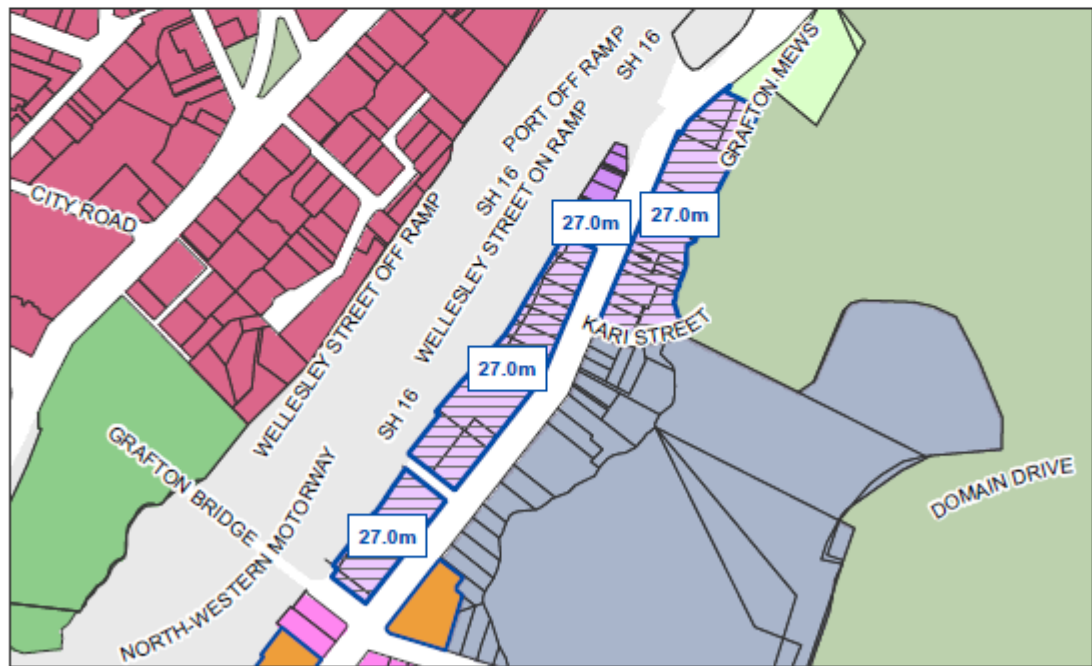 PORT OFF RAMP
SH 16
GRAFTON MEWS
CITY ROAD
SH 16
WELLESLEY STREET ON RAMP
27.0m
27.0m
WELLESLEY STREET OFF RAMP
KARI STREET
27.0m
SH 16
GRAFTON BRIDGE
NORTH-WESTERN MOTORWAY
27.0m
DOMAIN DRIVE